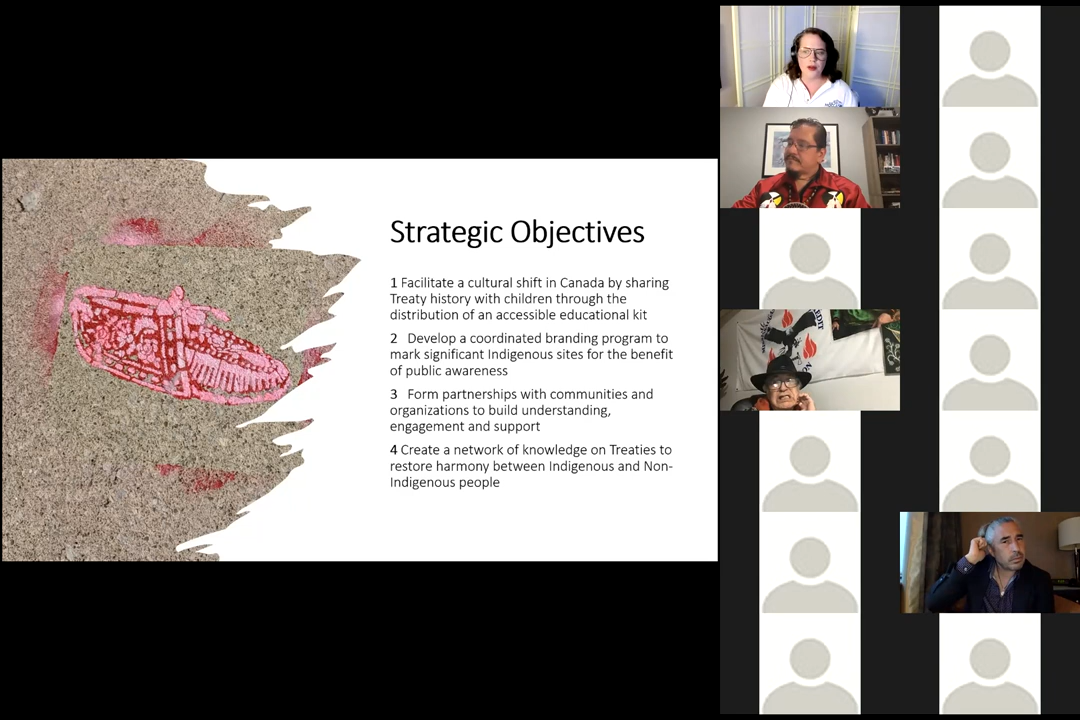 Strategic Objectives
1 Facilitate a cultural shift in Canada by sharing
Treaty history with children through the
distribution of an accessible educational kit
2 Develop a coordinated branding program to
mark significant Indigenous sites for the benefit
of public awareness
3 Form partnerships with communities and
organizations to build understanding,
engagement and support
4 Create a network of knowledge on Treaties to
restore harmony between Indigenous and Non-
Indigenous people